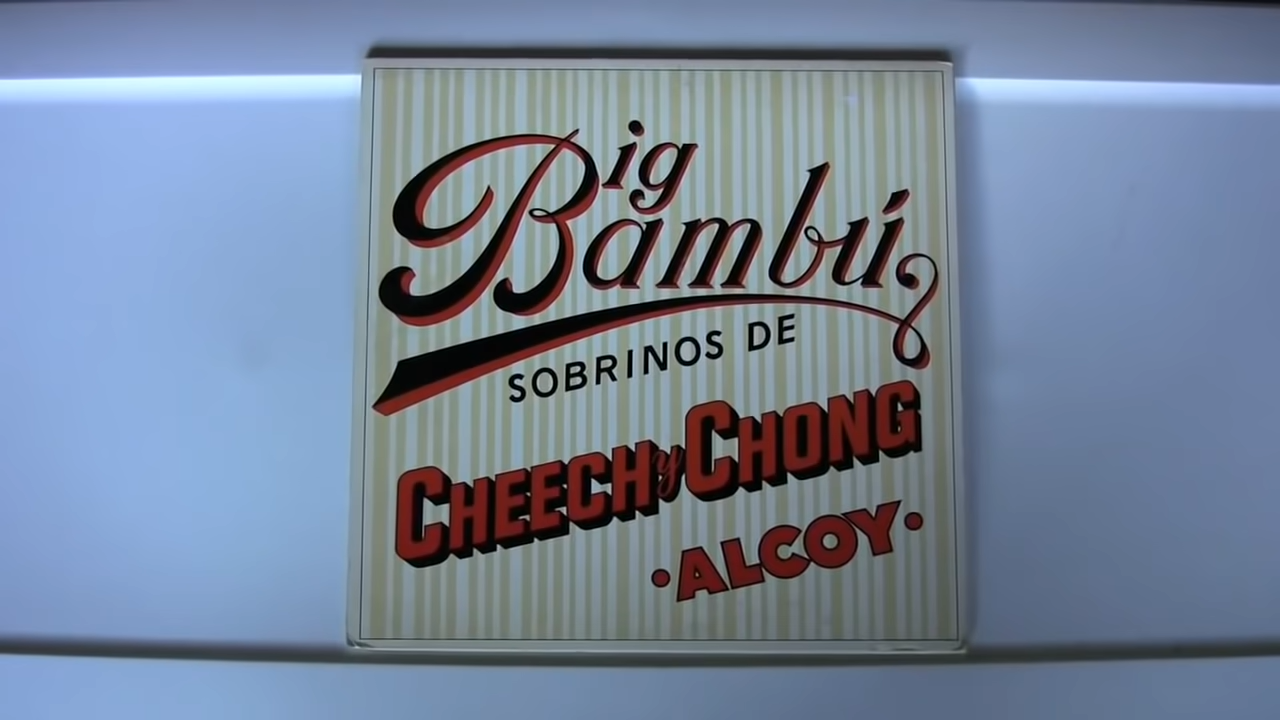 Big
Bambú
SOBRINOS DE
CHEECH y CHONG
• ALCOY •